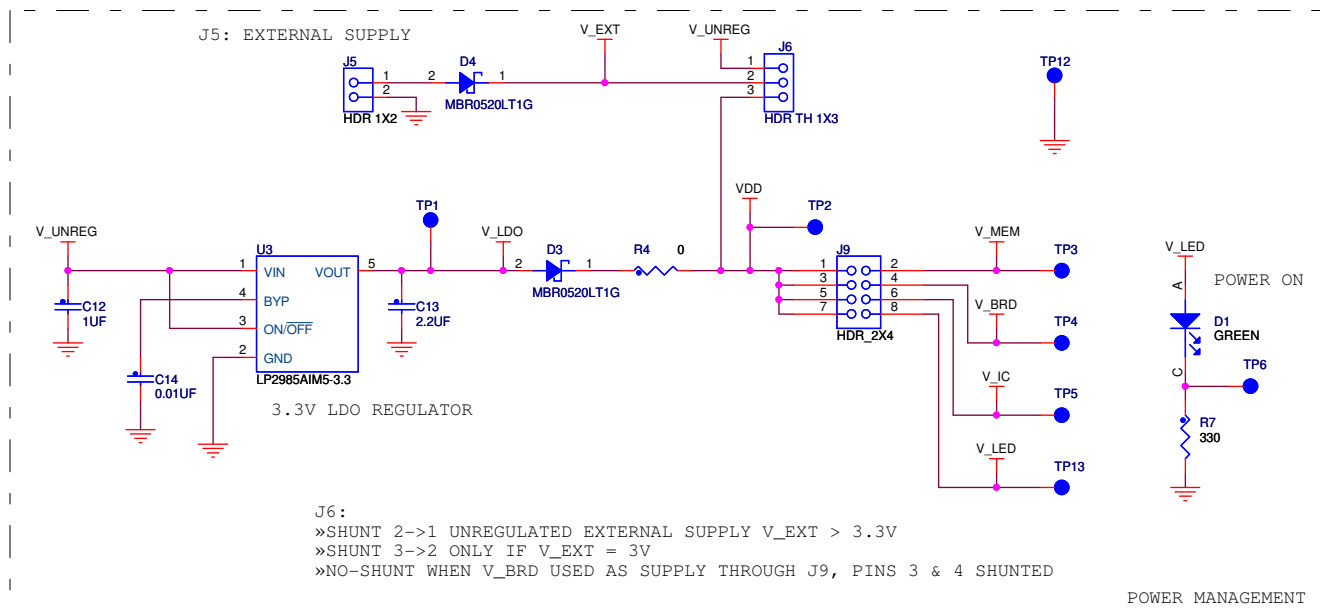 J5: EXTERNAL SUPPLY
V_EXT
V_UNREG
J5
1
2
HDR 1X2
2
D4
1
MBR0520LT1G
J6
1
2
3
HDR TH 1X3
TP12
V_UNREG
C12
1UF
C14
0.01UF
U3
1
VIN
VOUT
5
4
BYP
3
ON/OFF
2
GND
LP2985AIM5-3.3
3.3V LDO REGULATOR
TP1
C13
2.2UF
V_LDO
2
D3
1
MBR0520LT1G
R4
0
VDD
TP2
J9
1
2
3
4
5
6
7
8
HDR_2X4
V_MEM
TP3
V_BRD
TP4
V_IC
TP5
V_LED
TP13
V_LED
POWER ON
A
D1
GREEN
C
TP6
R7
330
J6:
»SHUNT 2->1 UNREGULATED EXTERNAL SUPPLY V_EXT > 3.3V
»SHUNT 3->2 ONLY IF V_EXT = 3V
»NO-SHUNT WHEN V_BRD USED AS SUPPLY THROUGH J9, PINS 3 & 4 SHUNTED
POWER MANAGEMENT